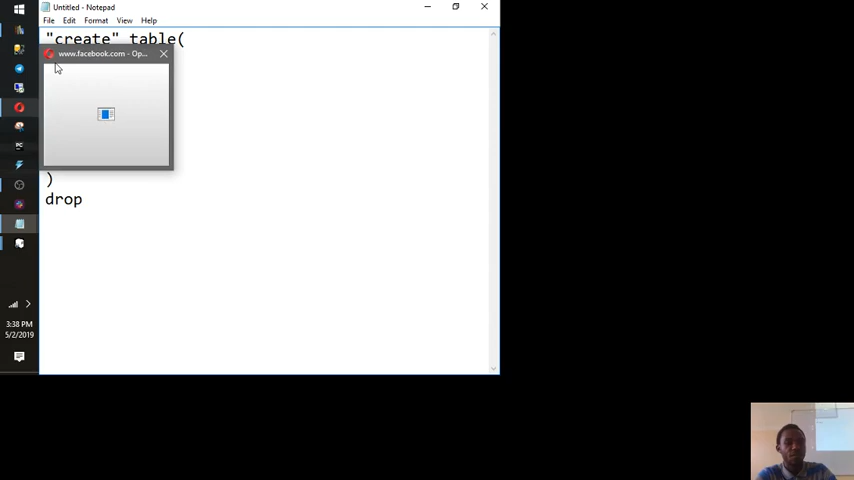 Untitled - Notepad
File Edit Format View Help
"create" table(
www.facebook.com - Op...
)
drop
PC
3:38 PM
5/2/2019